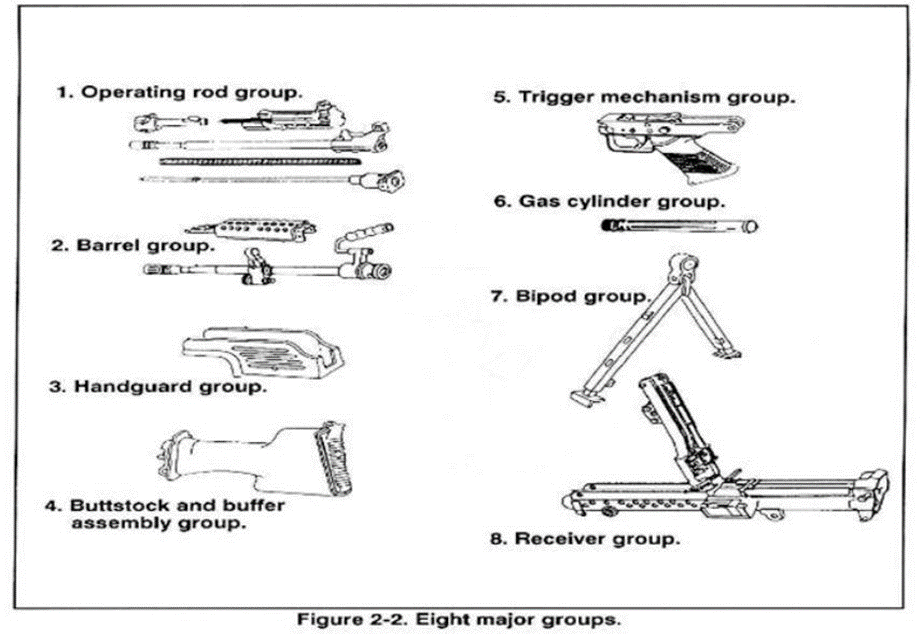 1. Operating rod group.
2. Barrel group.
3. Handguard group.
4. Buttstock and buffer
assembly group.
5. Trigger mechanism group.
6. Gas cylinder group.
7. Bipod group.
8. Receiver group.
Figure 2-2. Eight major groups.